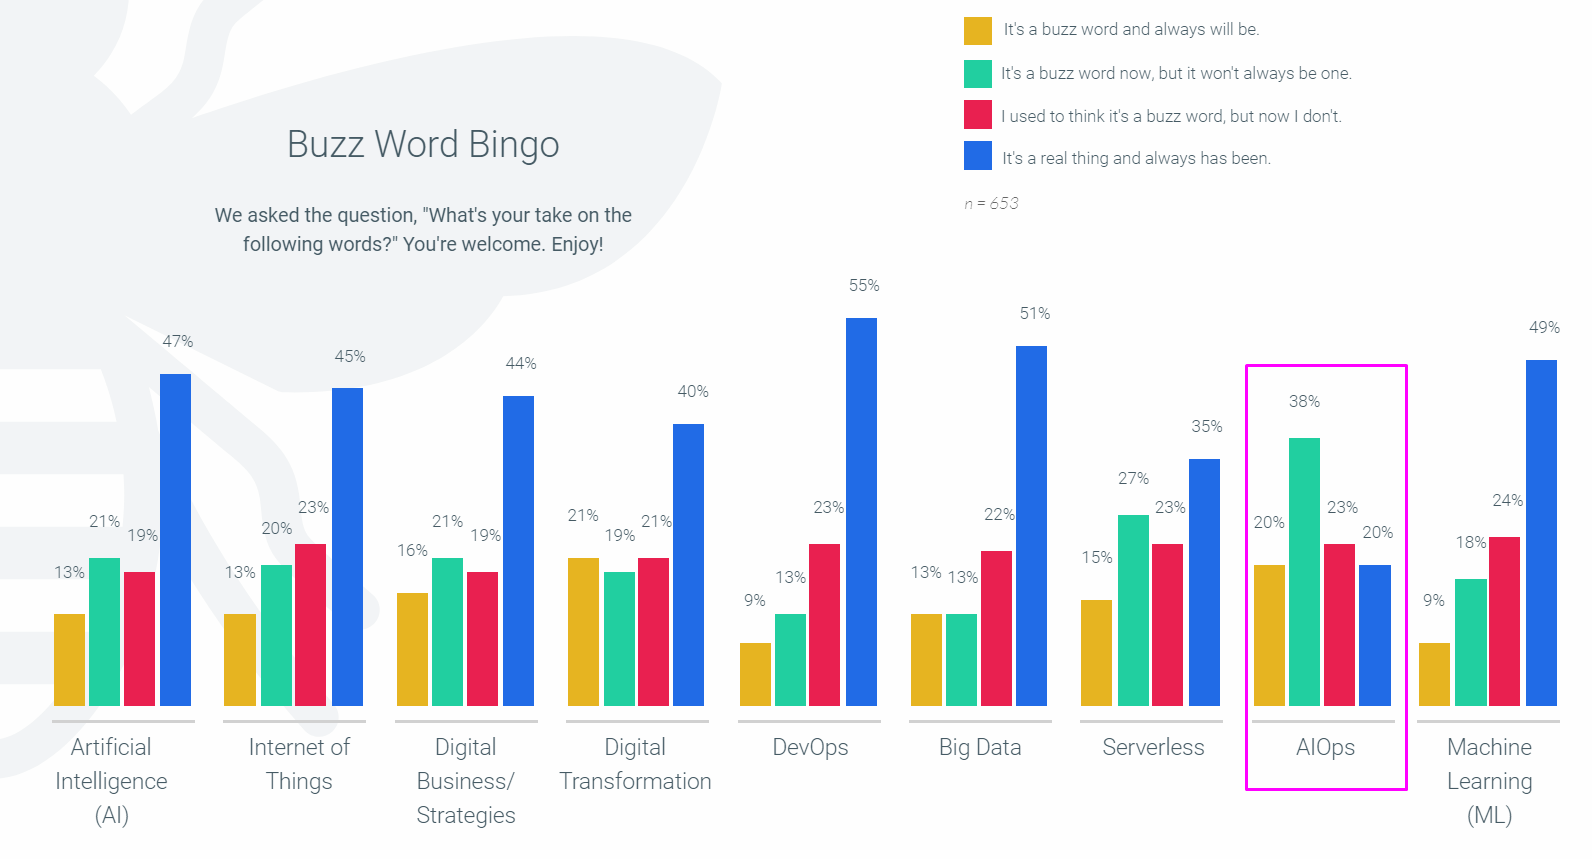 Buzz Word Bingo
We asked the question, "What's your take on the
following words?" You're welcome. Enjoy!
It's a buzz word and always will be.
It's a buzz word now, but it won't always be one.
I used to think it's a buzz word, but now I don't.
It's a real thing and always has been.
n = 653
13% 21% 19% 47%
Artificial
Intelligence
(AI)
13% 20% 23% 45%
Internet of
Things
16% 21% 19% 44%
Digital
Business/
Strategies
21% 19% 21% 40%
Digital
Transformation
9% 13% 23% 55%
DevOps
13% 13% 22% 51%
Big Data
15% 27% 23% 35%
Serverless
20% 38% 23% 20%
AIOps
9% 18% 24% 49%
Machine
Learning
(ML)